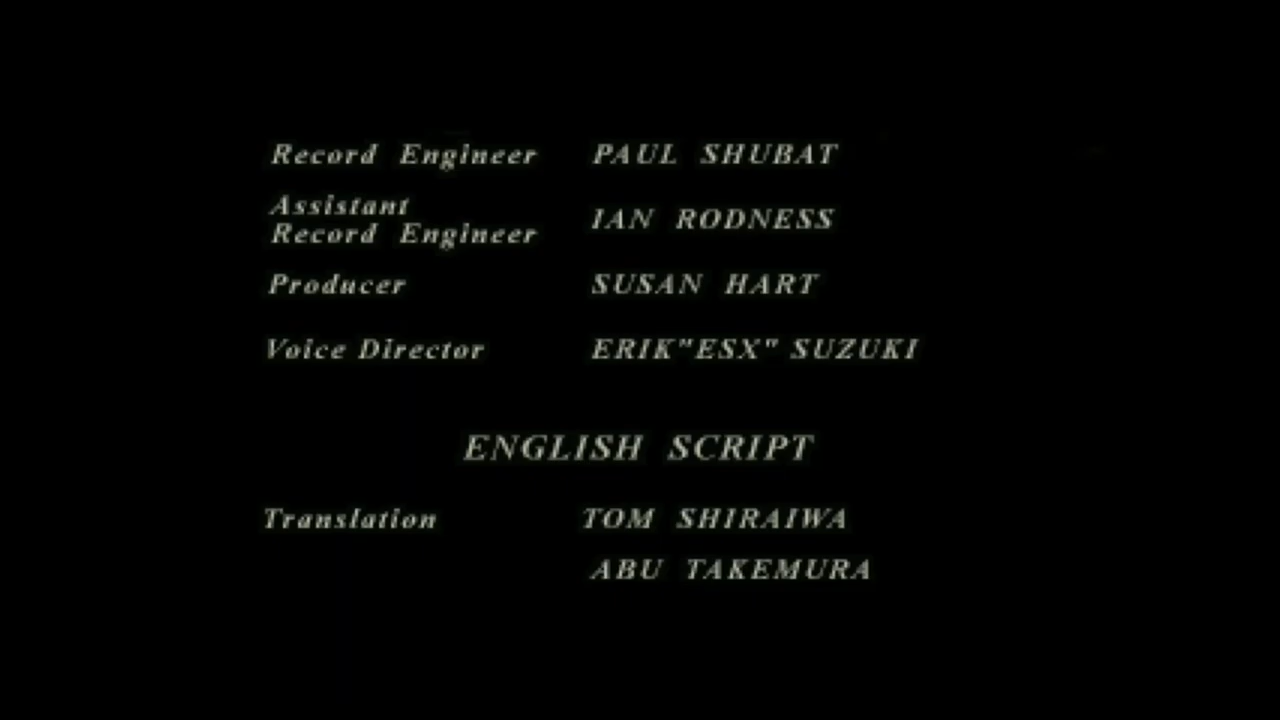 Record Engineer PAUL SHUBAT
Assistant
Record Engineer IAN RODNESS
Producer SUSAN HART
Voice Director ERIK"ESX" SUZUKI
ENGLISH SCRIPT
Translation TOM SHIRAIWA
ABU TAKEMURA